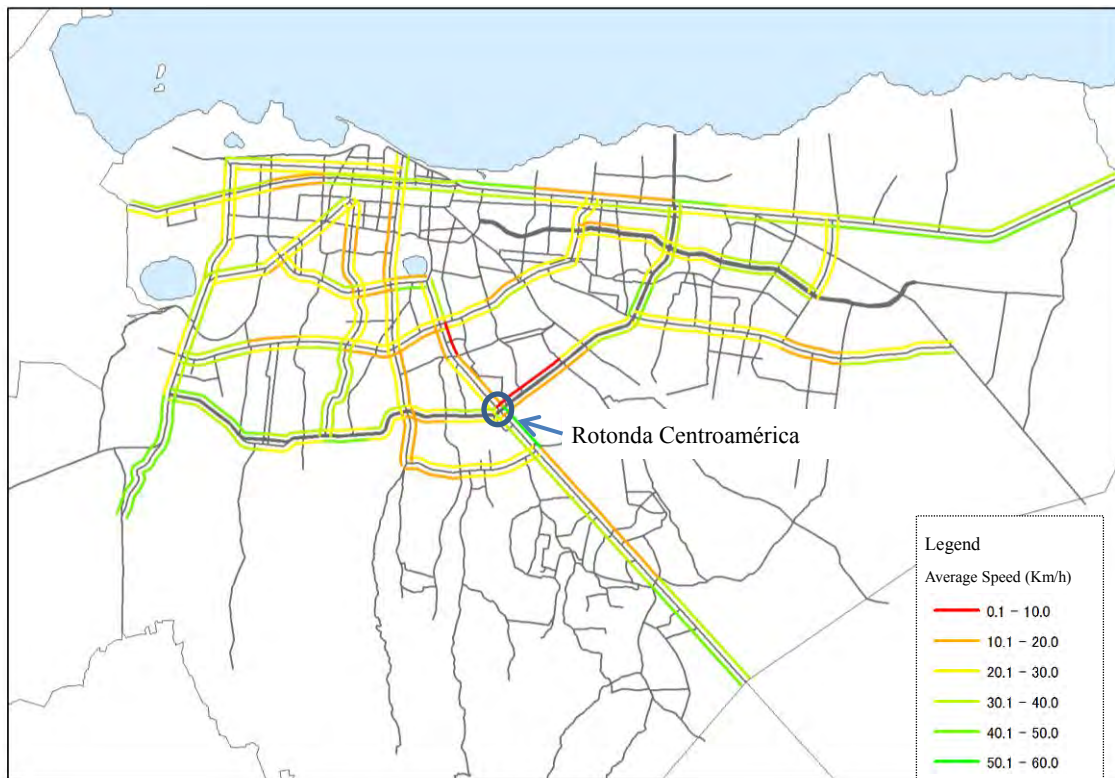 Rotonda Centroamérica
Legend
Average Speed (Km/h)
0.1 − 10.0
10.1 − 20.0
20.1 − 30.0
30.1 − 40.0
40.1 − 50.0
50.1 − 60.0